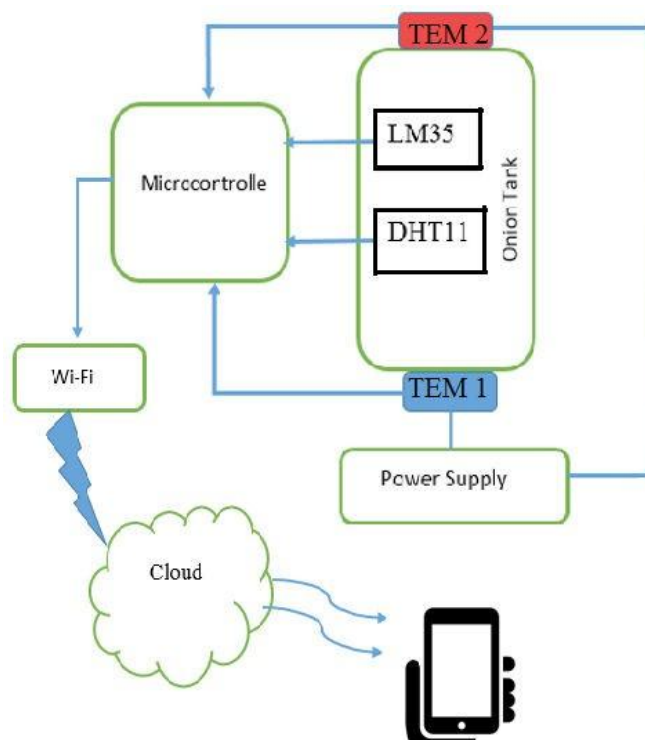 TEM 2
LM35
Micrccortrolle
DHT11
Onion Tank
Wi-Fi
TEM 1
Power Supply
Cloud